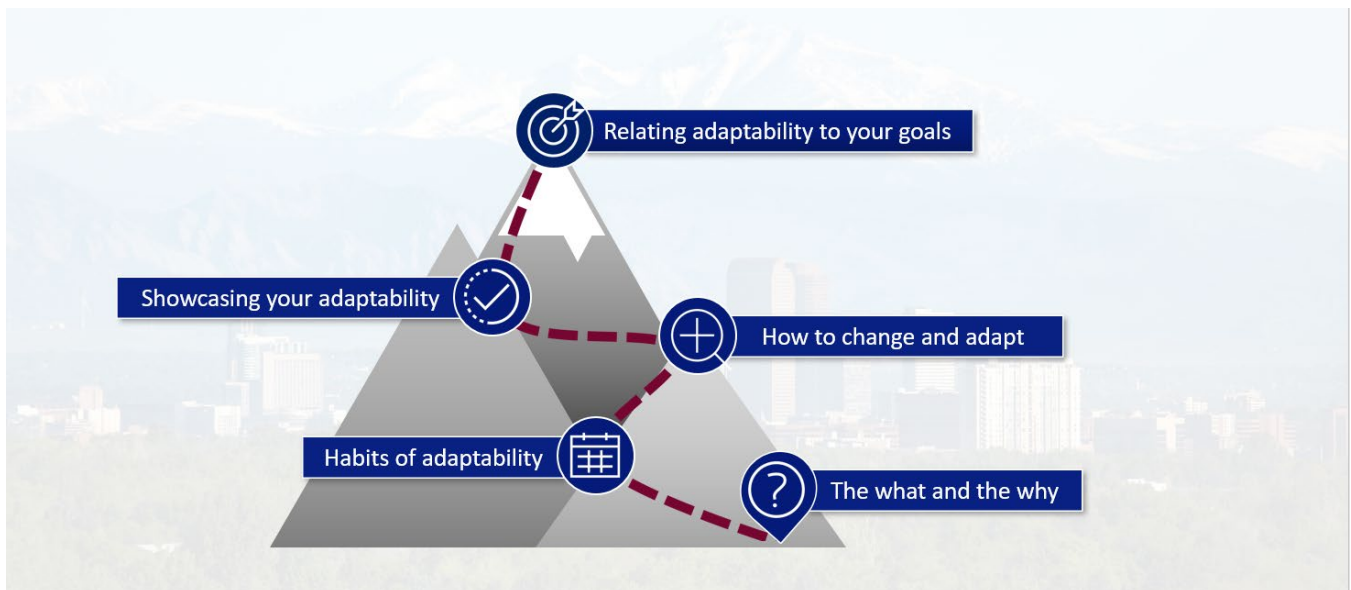 Relating adaptability to your goals
Showcasing your adaptability
How to change and adapt
Habits of adaptability
?
The what and the why